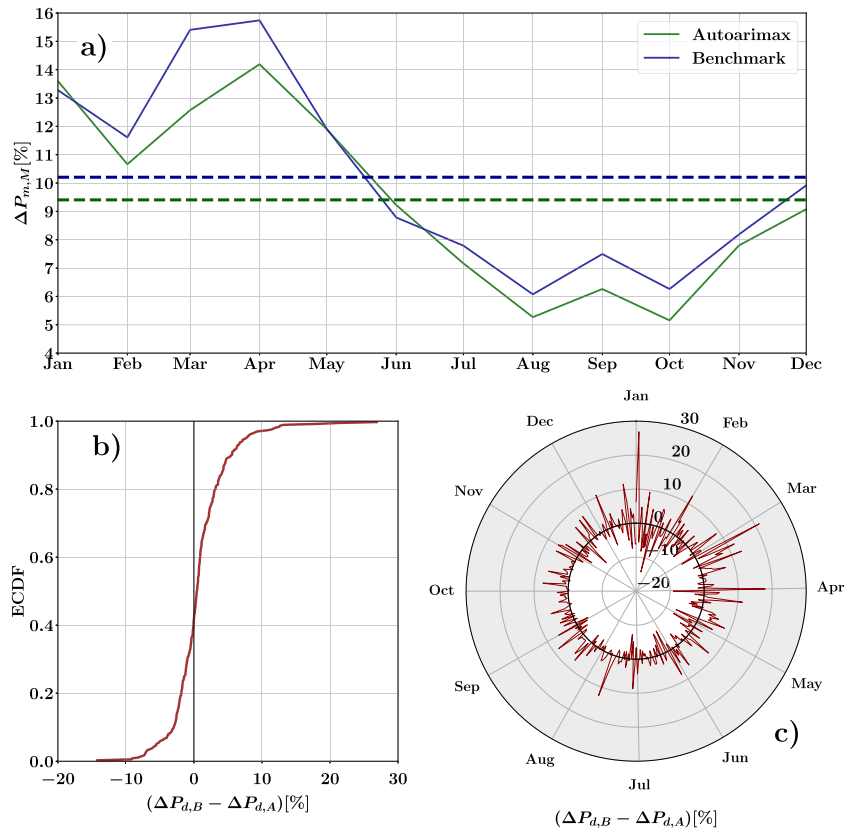 16
15
14
13
12
11
10
9
8
7
6
5
4
ΔP_{m,M}[%]
a)
Autoarimax
Benchmark
Jan Feb Mar Apr May Jun Jul Aug Sep Oct Nov Dec
b)
ECDF
1.0
0.8
0.6
0.4
0.2
0.0
−20 −10 0 10 20 30
(ΔP_{d,B} − ΔP_{d,A})[%]
Jan
Feb
Mar
Apr
May
Jun
Jul
Aug
Sep
Oct
Nov
Dec
30
20
10
0
−10
−20
c)
(ΔP_{d,B} − ΔP_{d,A})[%]